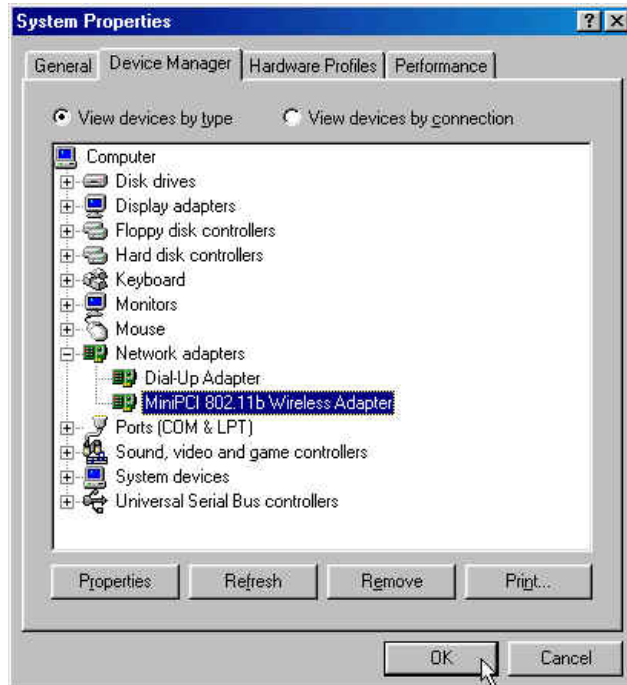 System Properties
General Device Manager Hardware Profiles Performance
View devices by type View devices by connection
Computer
Disk drives
Display adapters
Floppy disk controllers
Hard disk controllers
Keyboard
Monitors
Mouse
Network adapters
Dial-Up Adapter
MiniPCI 802.11b Wireless Adapter
Ports (COM & LPT)
Sound, video and game controllers
System devices
Universal Serial Bus controllers
Properties Refresh Remove Print...
OK Cancel